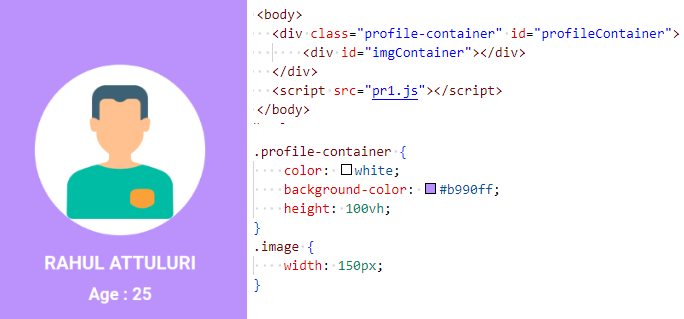 RAHUL ATTULURI
Age : 25
<body>
<div class="profile-container" id="profileContainer">
<div id="imgContainer"></div>
</div>
<script src="pr1.js"></script>
</body>
.profile-container {
color: white;
background-color: #b990ff;
height: 100vh;
}
.image {
width: 150px;
}